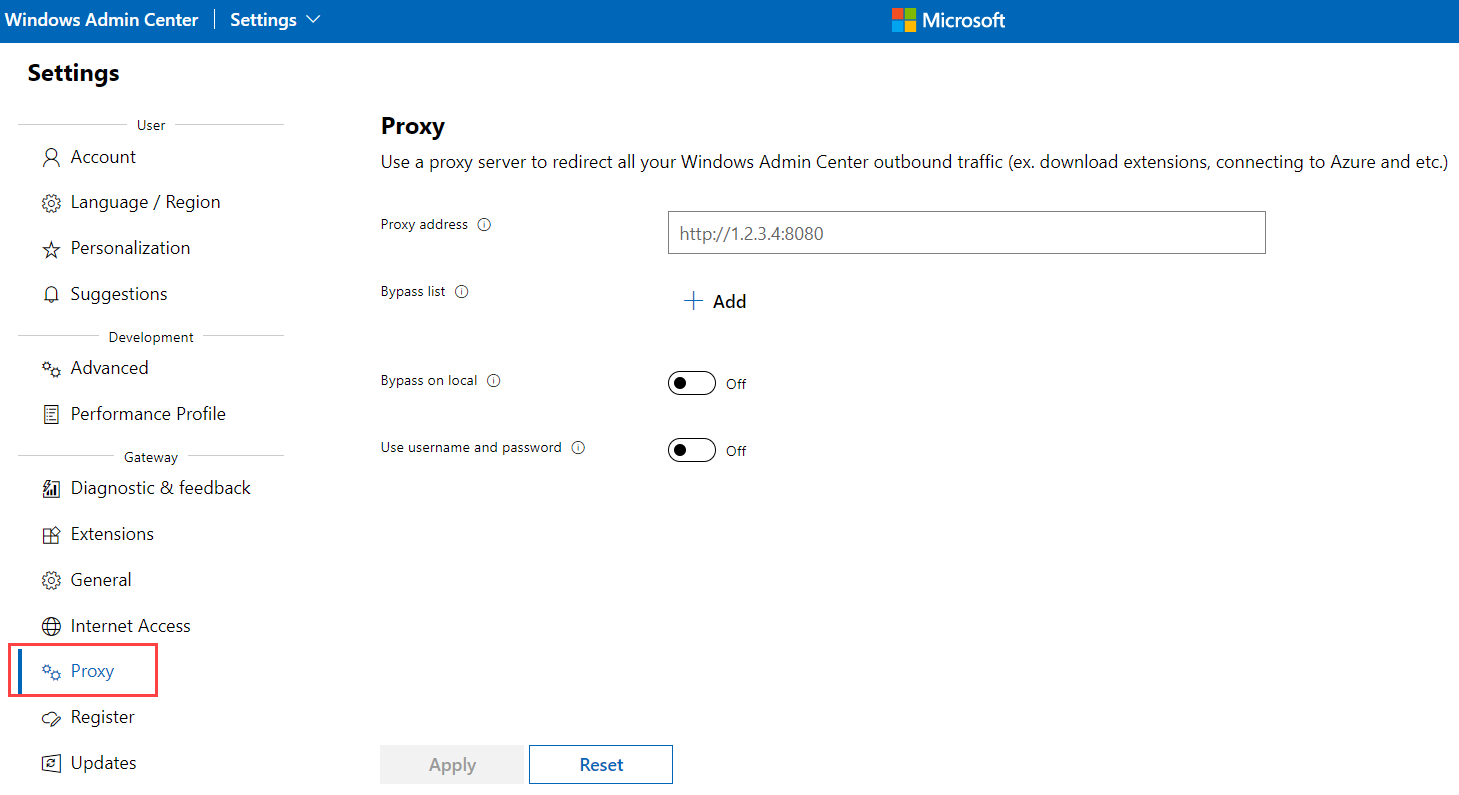 Windows Admin Center
Settings
Microsoft
Settings
User
Account
Language / Region
Personalization
Suggestions
Development
Advanced
Performance Profile
Gateway
Diagnostic & feedback
Extensions
General
Internet Access
Proxy
Register
Updates
Proxy
Use a proxy server to redirect all your Windows Admin Center outbound traffic (ex. download extensions, connecting to Azure and etc.)
Proxy address
http://1.2.3.4:8080
Bypass list
Add
Bypass on local
Off
Use username and password
Off
Apply
Reset